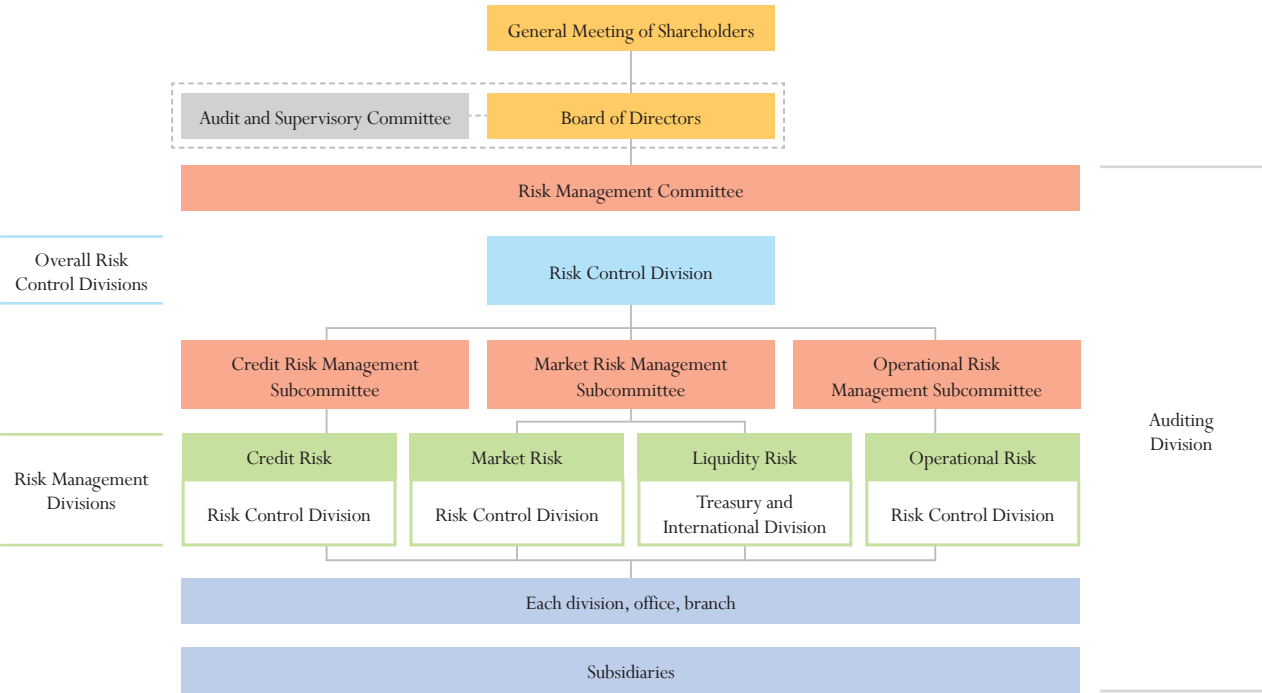 General Meeting of Shareholders
Audit and Supervisory Committee
Board of Directors
Risk Management Committee
Overall Risk
Control Divisions
Risk Control Division
Credit Risk Management
Subcommittee
Market Risk Management
Subcommittee
Operational Risk
Management Subcommittee
Auditing
Division
Risk Management
Divisions
Credit Risk
Risk Control Division
Market Risk
Risk Control Division
Liquidity Risk
Treasury and
International Division
Operational Risk
Risk Control Division
Each division, office, branch
Subsidiaries